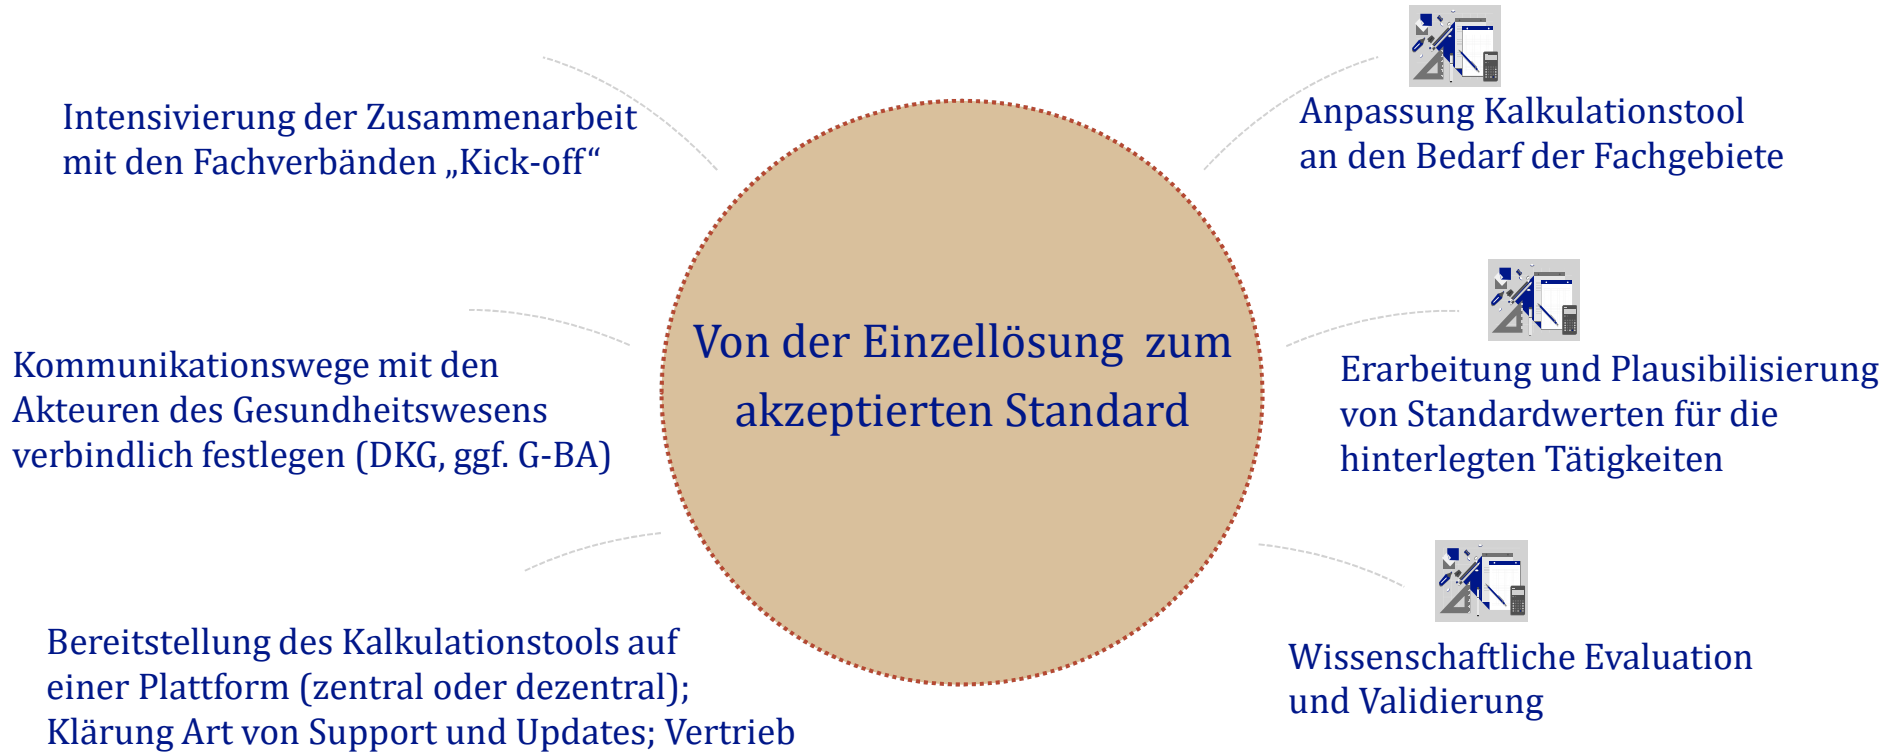 Intensivierung der Zusammenarbeit
mit den Fachverbänden „Kick-off“
Kommunikationswege mit den
Akteuren des Gesundheitswesens
verbindlich festlegen (DKG, ggf. G-BA)
Bereitstellung des Kalkulationstools auf
einer Plattform (zentral oder dezentral);
Klärung Art von Support und Updates; Vertrieb
Von der Einzellösung zum
akzeptierten Standard
Anpassung Kalkulationstool
an den Bedarf der Fachgebiete
Erarbeitung und Plausibilisierung
von Standardwerten für die
hinterlegten Tätigkeiten
Wissenschaftliche Evaluation
und Validierung